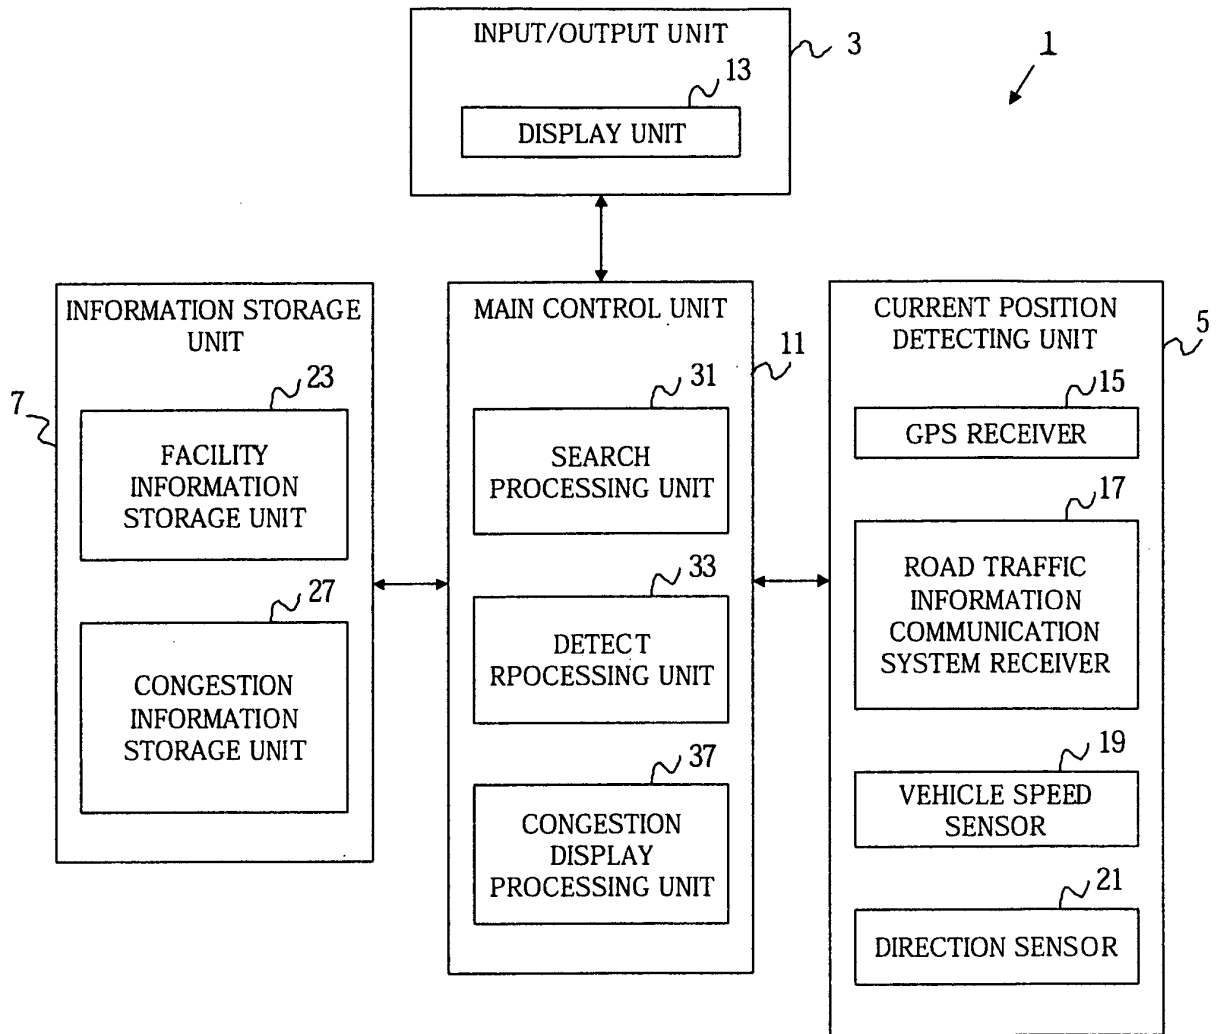 INPUT/OUTPUT UNIT
3
1
13
DISPLAY UNIT
INFORMATION STORAGE
UNIT
7
23
FACILITY
INFORMATION
STORAGE UNIT
27
CONGESTION
INFORMATION
STORAGE UNIT
MAIN CONTROL UNIT
11
31
SEARCH
PROCESSING UNIT
33
DETECT
RPOCESSING UNIT
37
CONGESTION
DISPLAY
PROCESSING UNIT
CURRENT POSITION
DETECTING UNIT
5
15
GPS RECEIVER
17
ROAD TRAFFIC
INFORMATION
COMMUNICATION
SYSTEM RECEIVER
19
VEHICLE SPEED
SENSOR
21
DIRECTION SENSOR